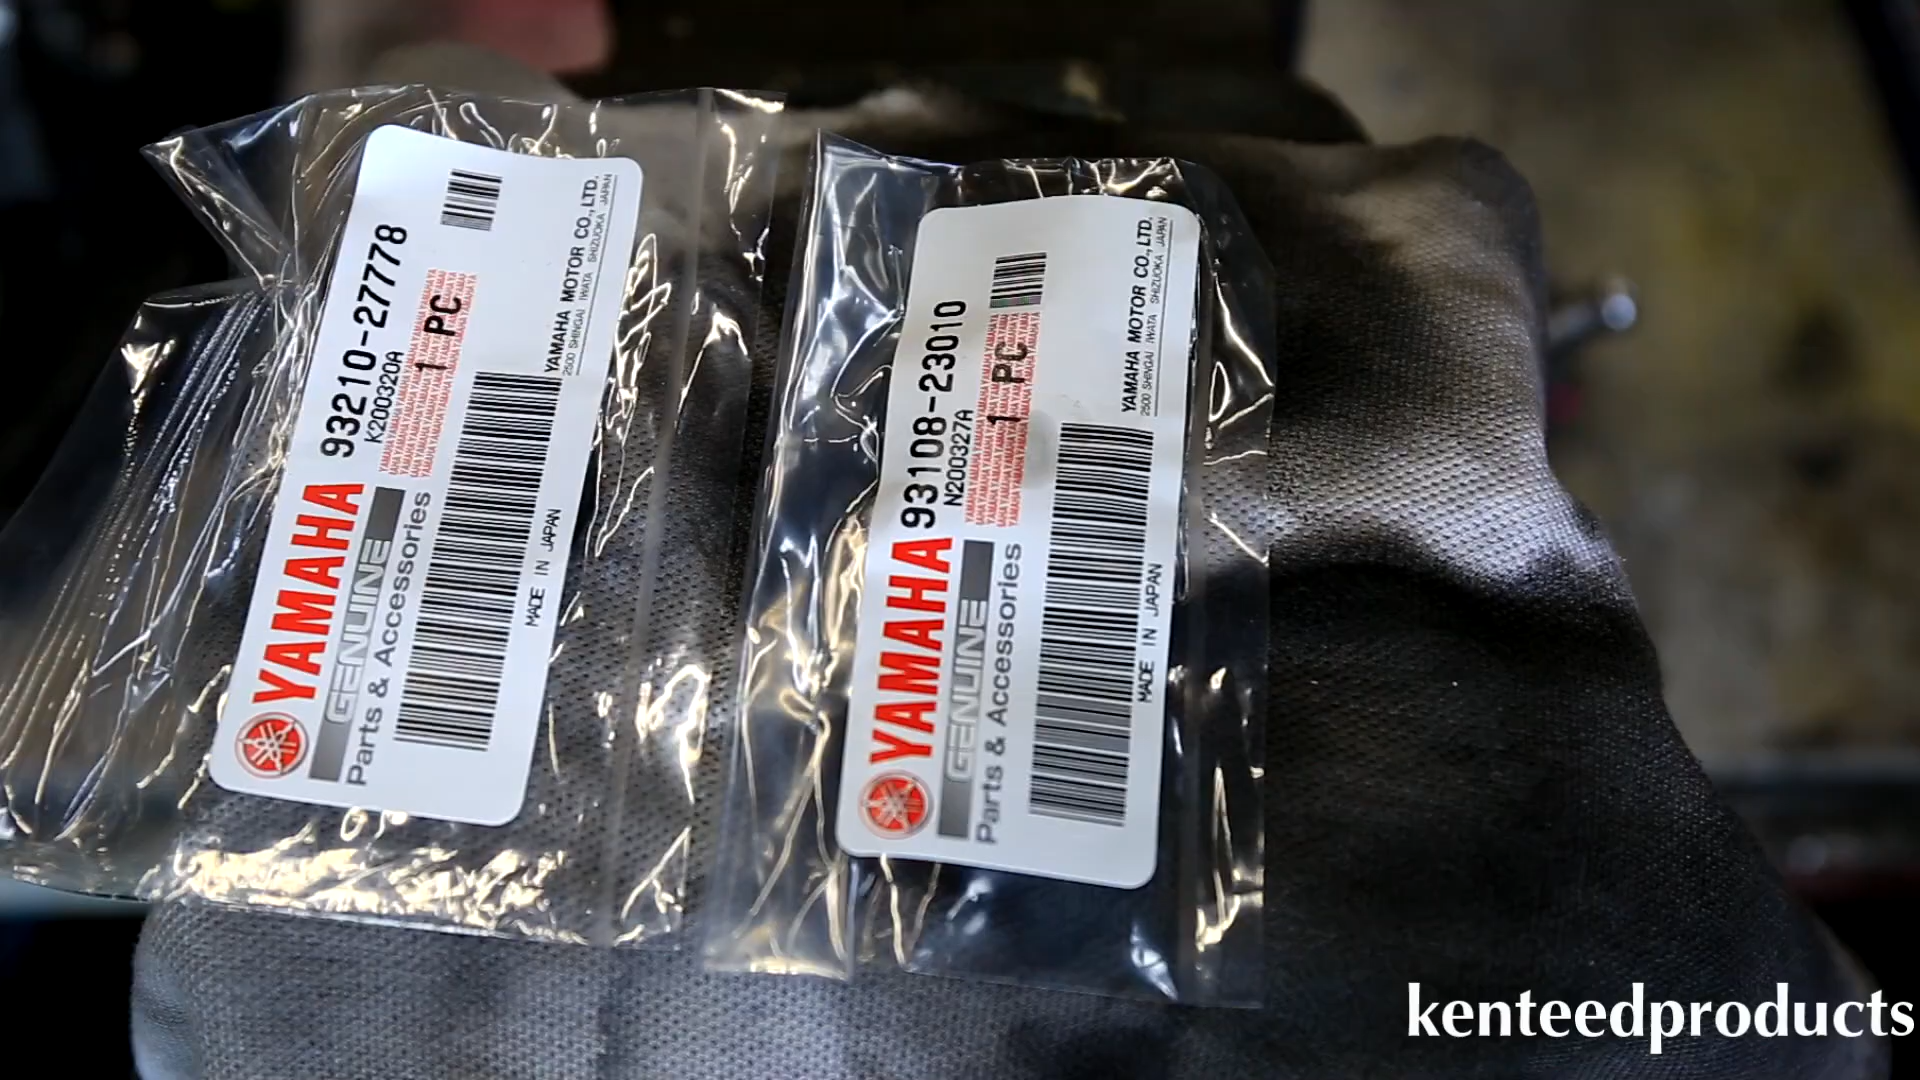 YAMAHA 93210-27778
K200320A
GENUINE
Parts & Accessories
1 PC
MADE IN JAPAN
YAMAHA MOTOR CO., LTD.
2500 SHINGAI IWATA SHIZUOKA JAPAN
YAMAHA 93108-23010
N200327A
GENUINE
Parts & Accessories
1 PC
MADE IN JAPAN
YAMAHA MOTOR CO., LTD.
2500 SHINGAI IWATA SHIZUOKA JAPAN
kenteedproducts